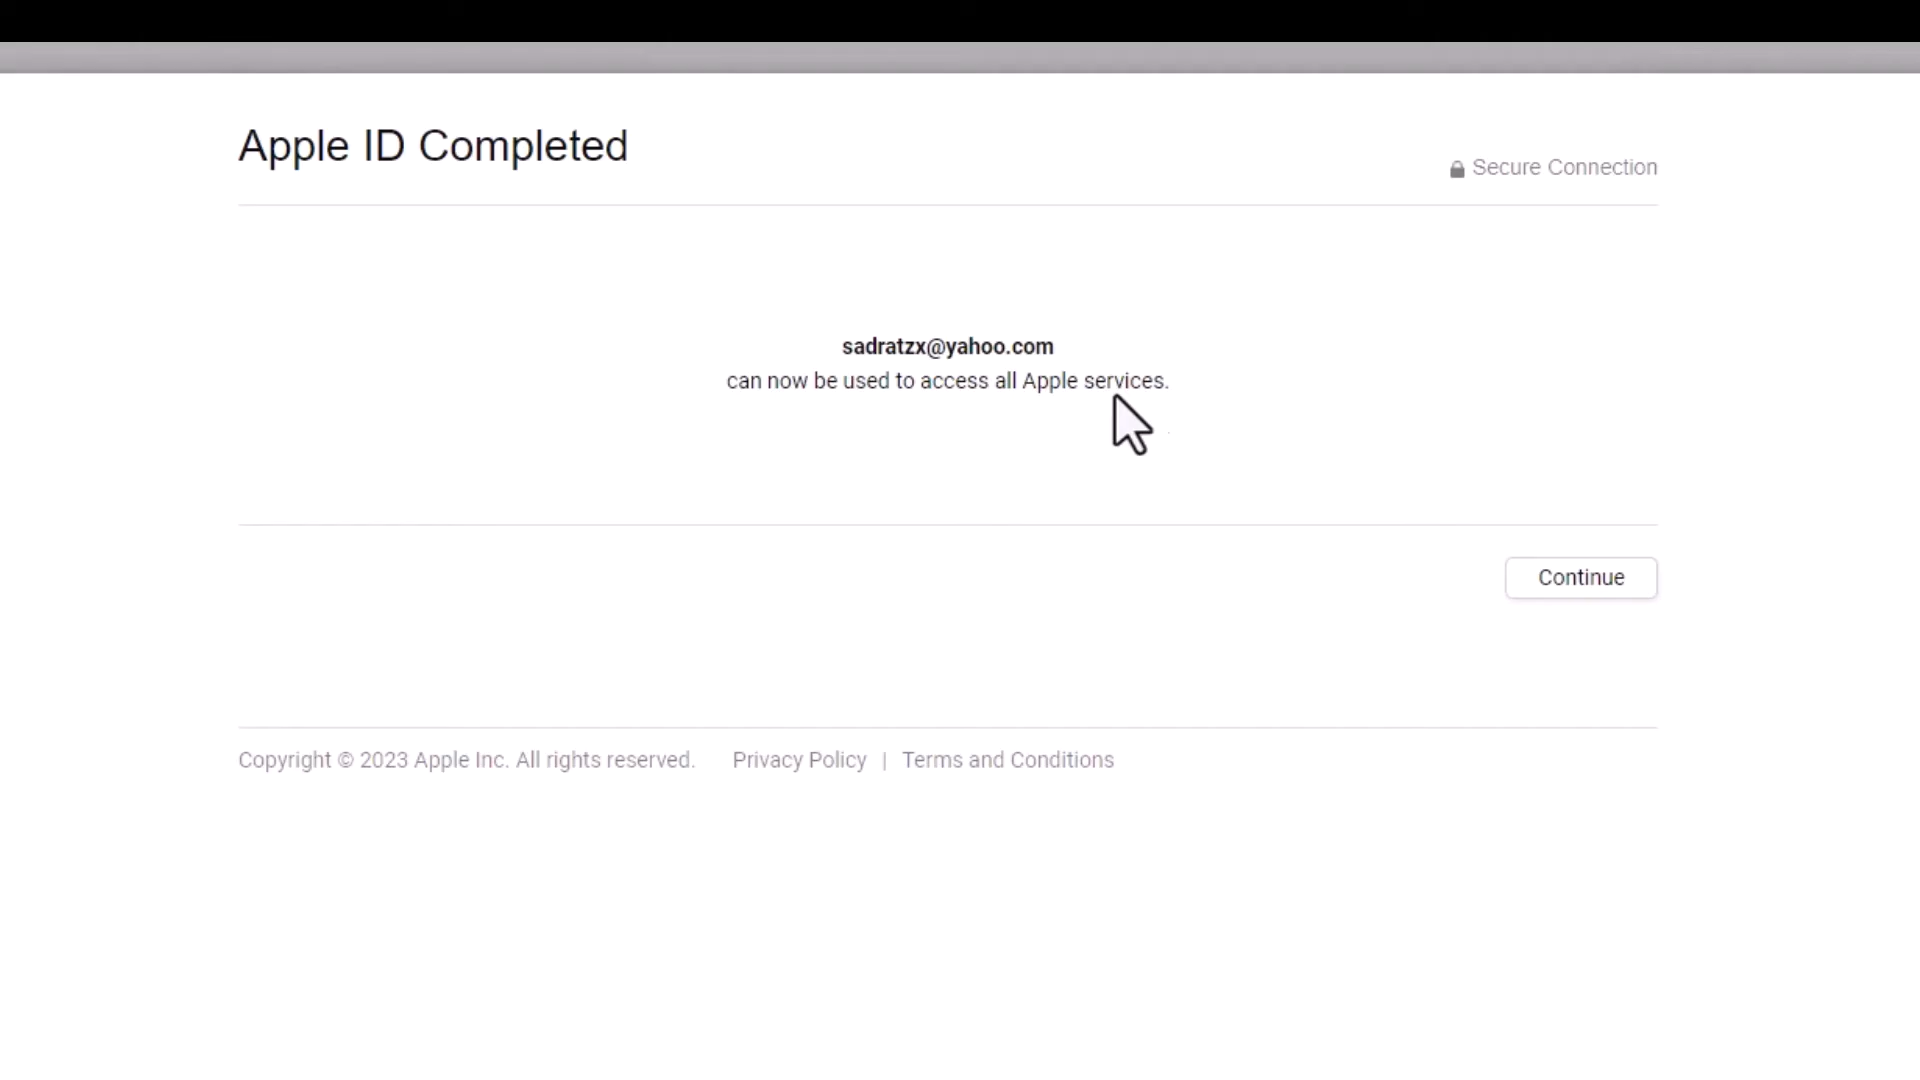 Apple ID Completed
Secure Connection
sadratzx@yahoo.com
can now be used to access all Apple services.
Continue
Copyright © 2023 Apple Inc. All rights reserved. Privacy Policy | Terms and Conditions